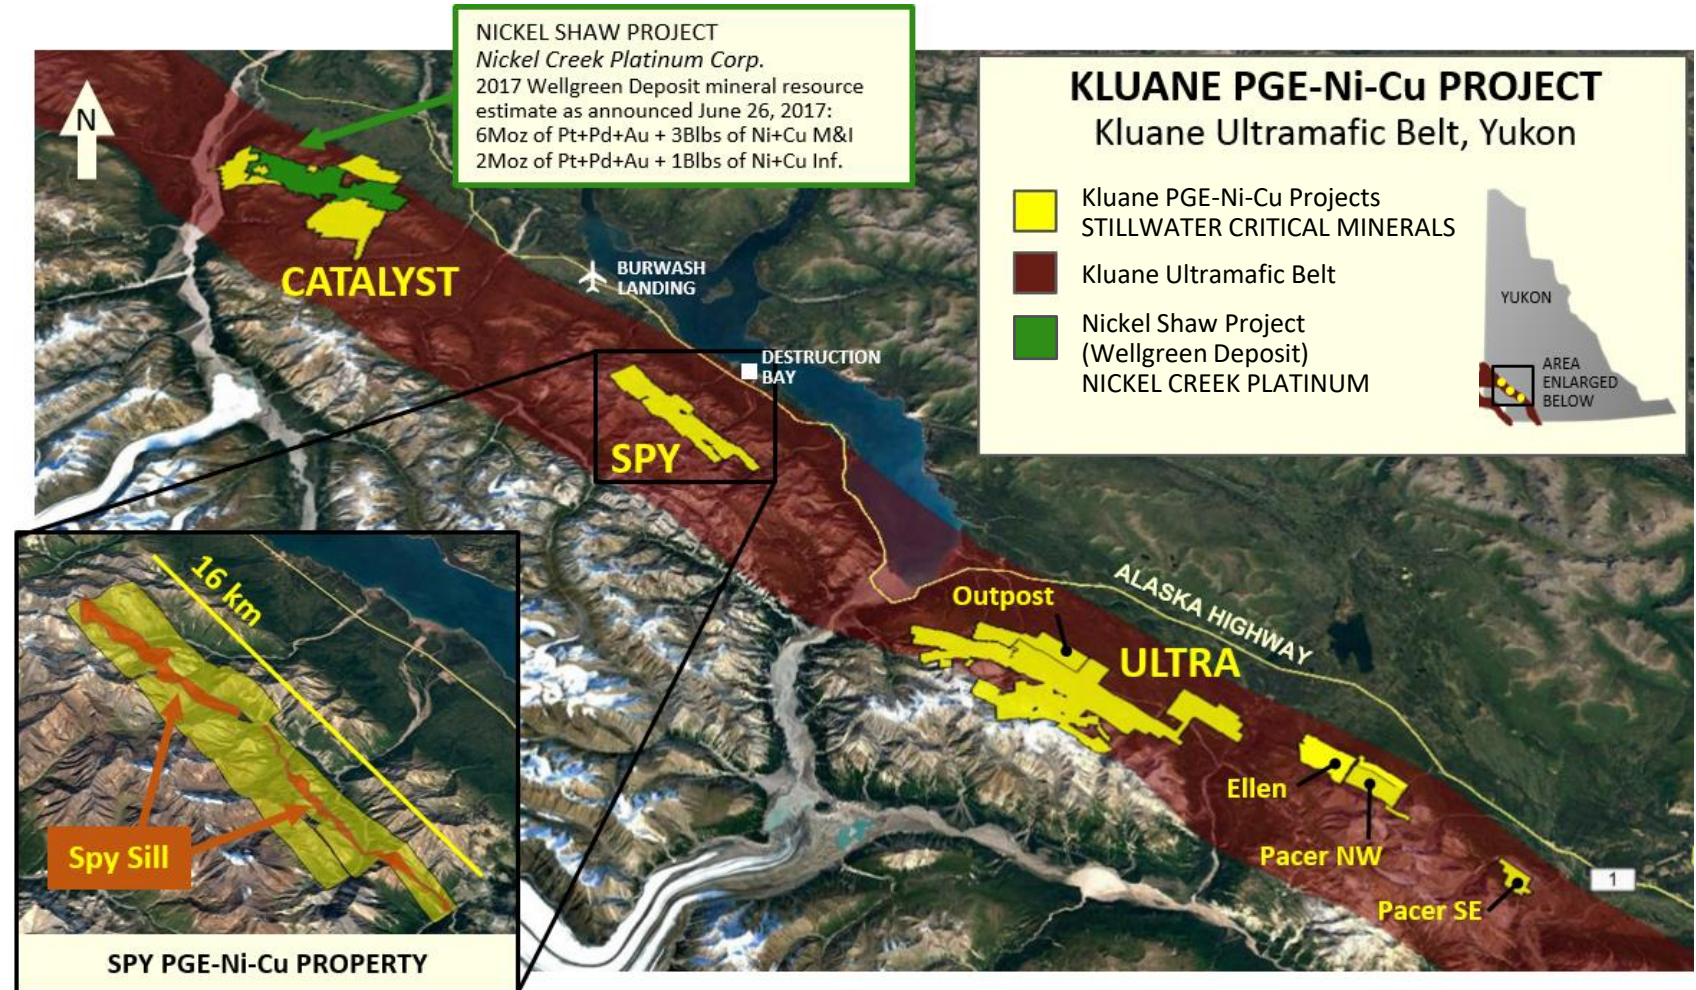 NICKEL SHAW PROJECT
Nickel Creek Platinum Corp.
2017 Wellgreen Deposit mineral resource
estimate as announced June 26, 2017:
6Moz of Pt+Pd+Au + 3Blbs of Ni+Cu M&I
2Moz of Pt+Pd+Au + 1Blbs of Ni+Cu Inf.
KLUANE PGE-Ni-Cu PROJECT
Kluane Ultramafic Belt, Yukon
Kluane PGE-Ni-Cu Projects
STILLWATER CRITICAL MINERALS
Kluane Ultramafic Belt
Nickel Shaw Project
(Wellgreen Deposit)
NICKEL CREEK PLATINUM
YUKON
AREA
ENLARGED
BELOW
N
CATALYST
BURWASH
LANDING
DESTRUCTION
BAY
SPY
ALASKA HIGHWAY
Outpost
ULTRA
Ellen
Pacer NW
Pacer SE
1
16 km
Spy Sill
SPY PGE-Ni-Cu PROPERTY